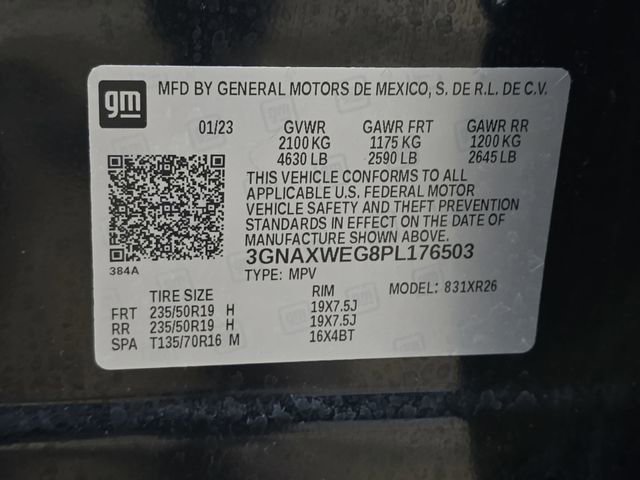 gm
MFD BY GENERAL MOTORS DE MEXICO, S. DE R.L. DE C.V.
01/23 GVWR GAWR FRT GAWR RR
2100 KG 1175 KG 1200 KG
4630 LB 2590 LB 2645 LB
THIS VEHICLE CONFORMS TO ALL
APPLICABLE U.S. FEDERAL MOTOR
VEHICLE SAFETY AND THEFT PREVENTION
STANDARDS IN EFFECT ON THE DATE OF
MANUFACTURE SHOWN ABOVE.
384A
3GNAXWEG8PL176503
TYPE: MPV MODEL: 831XR26
TIRE SIZE RIM
FRT 235/50R19 H 19X7.5J
RR 235/50R19 H 19X7.5J
SPA T135/70R16 M 16X4BT